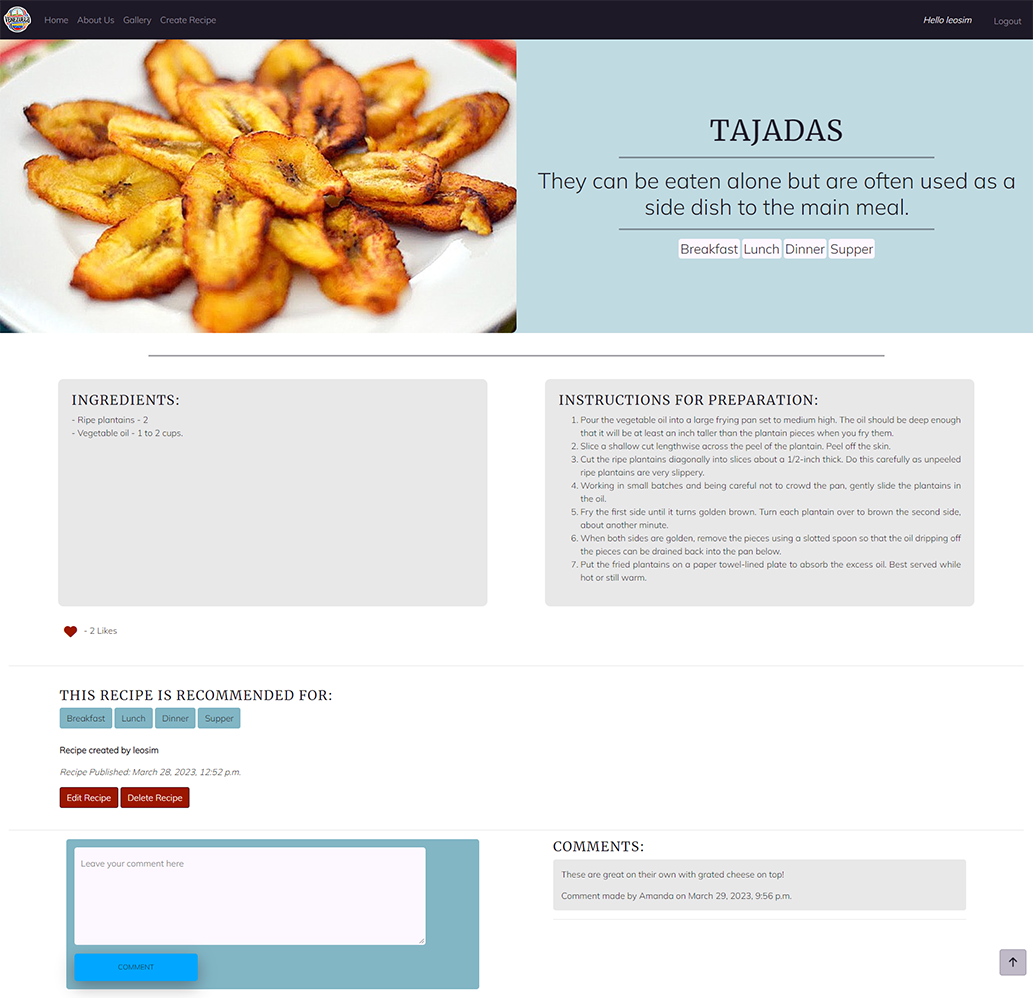 VENEZUELA
Home About Us Gallery Create Recipe
Hello leosim Logout
TAJADAS
They can be eaten alone but are often used as a
side dish to the main meal.
Breakfast Lunch Dinner Supper
INGREDIENTS:
- Ripe plantains - 2
- Vegetable oil - 1 to 2 cups.
INSTRUCTIONS FOR PREPARATION:
1. Pour the vegetable oil into a large frying pan set to medium high. The oil should be deep enough
that it will be at least an inch taller than the plantain pieces when you fry them.
2. Slice a shallow cut lengthwise across the peel of the plantain. Peel off the skin.
3. Cut the ripe plantains diagonally into slices about a 1/2-inch thick. Do this carefully as unpeeled
ripe plantains are very slippery.
4. Working in small batches and being careful not to crowd the pan, gently slide the plantains in
the oil.
5. Fry the first side until it turns golden brown. Turn each plantain over to brown the second side,
about another minute.
6. When both sides are golden, remove the pieces using a slotted spoon so that the oil dripping off
the pieces can be drained back into the pan below.
7. Put the fried plantains on a paper towel-lined plate to absorb the excess oil. Best served while
hot or still warm.
- 2 Likes
THIS RECIPE IS RECOMMENDED FOR:
Breakfast Lunch Dinner Supper
Recipe created by leosim
Recipe Published: March 28, 2023, 12:52 p.m.
Edit Recipe Delete Recipe
Leave your comment here
COMMENT
COMMENTS:
These are great on their own with grated cheese on top!
Comment made by Amanda on March 29, 2023, 9:56 p.m.